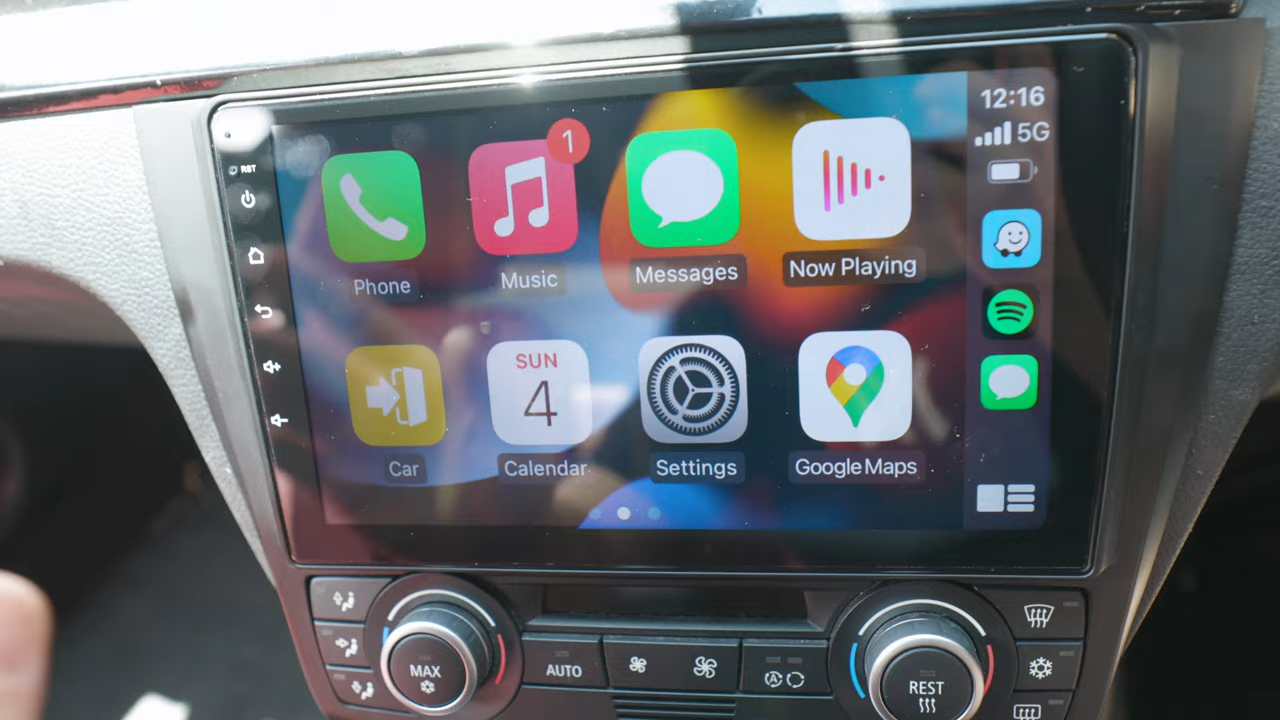 RST
12:16
5G
1
Phone
Music
Messages
Now Playing
SUN
4
Car
Calendar
Settings
Google Maps
MAX
AUTO
A
REST